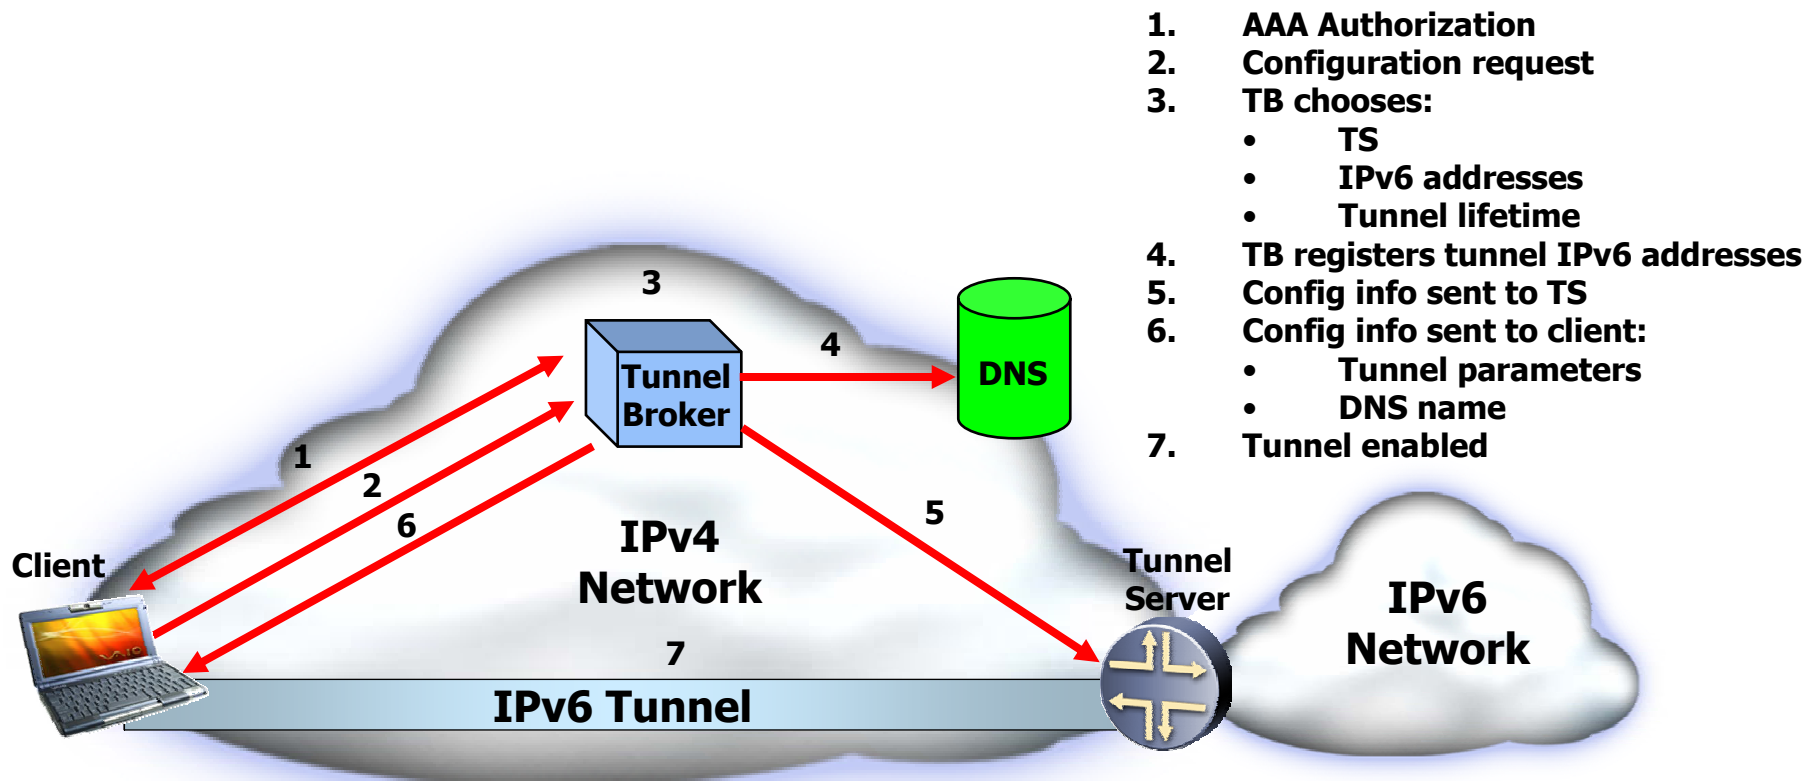 1. AAA Authorization
2. Configuration request
3. TB chooses:
• TS
• IPv6 addresses
• Tunnel lifetime
4. TB registers tunnel IPv6 addresses
5. Config info sent to TS
6. Config info sent to client:
• Tunnel parameters
• DNS name
7. Tunnel enabled
3
4
Tunnel
Broker
DNS
1
2
6
5
IPv4
Network
Client
Tunnel
Server
IPv6
Network
VAIO
7
IPv6 Tunnel